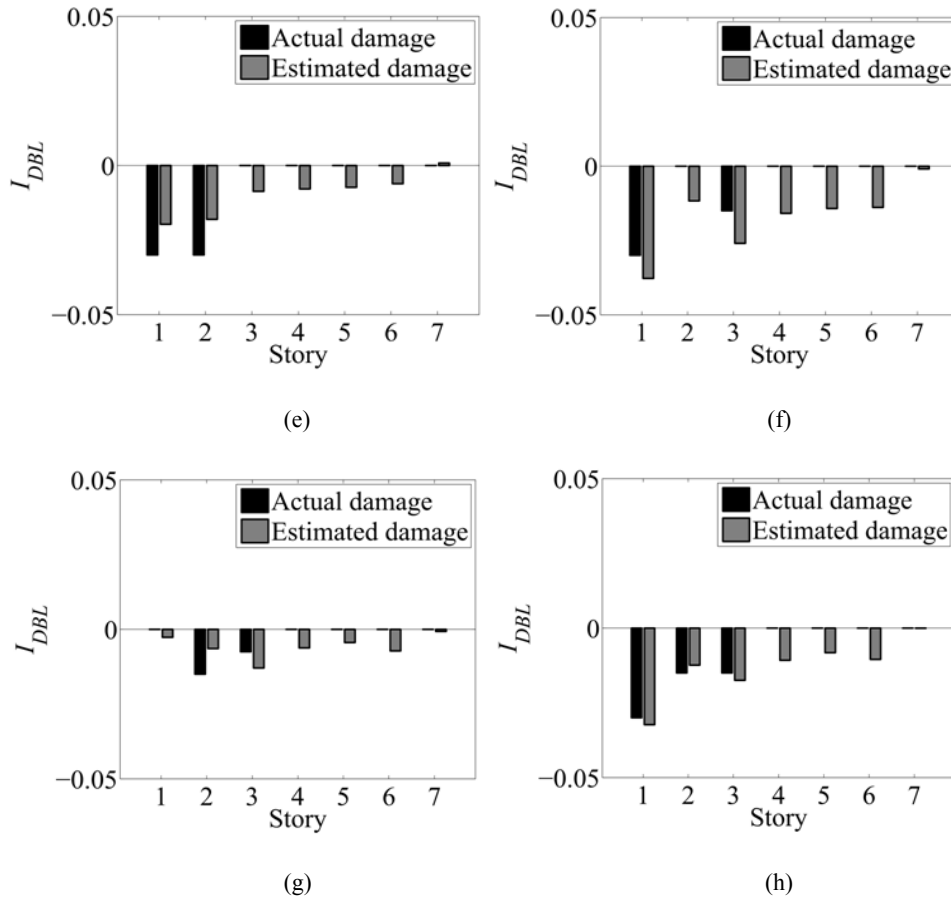 0.05
Actual damage
Estimated damage
I_DBL
0
−0.05
1 2 3 4 5 6 7
Story
(e)
0.05
Actual damage
Estimated damage
I_DBL
0
−0.05
1 2 3 4 5 6 7
Story
(f)
0.05
Actual damage
Estimated damage
I_DBL
0
−0.05
1 2 3 4 5 6 7
Story
(g)
0.05
Actual damage
Estimated damage
I_DBL
0
−0.05
1 2 3 4 5 6 7
Story
(h)